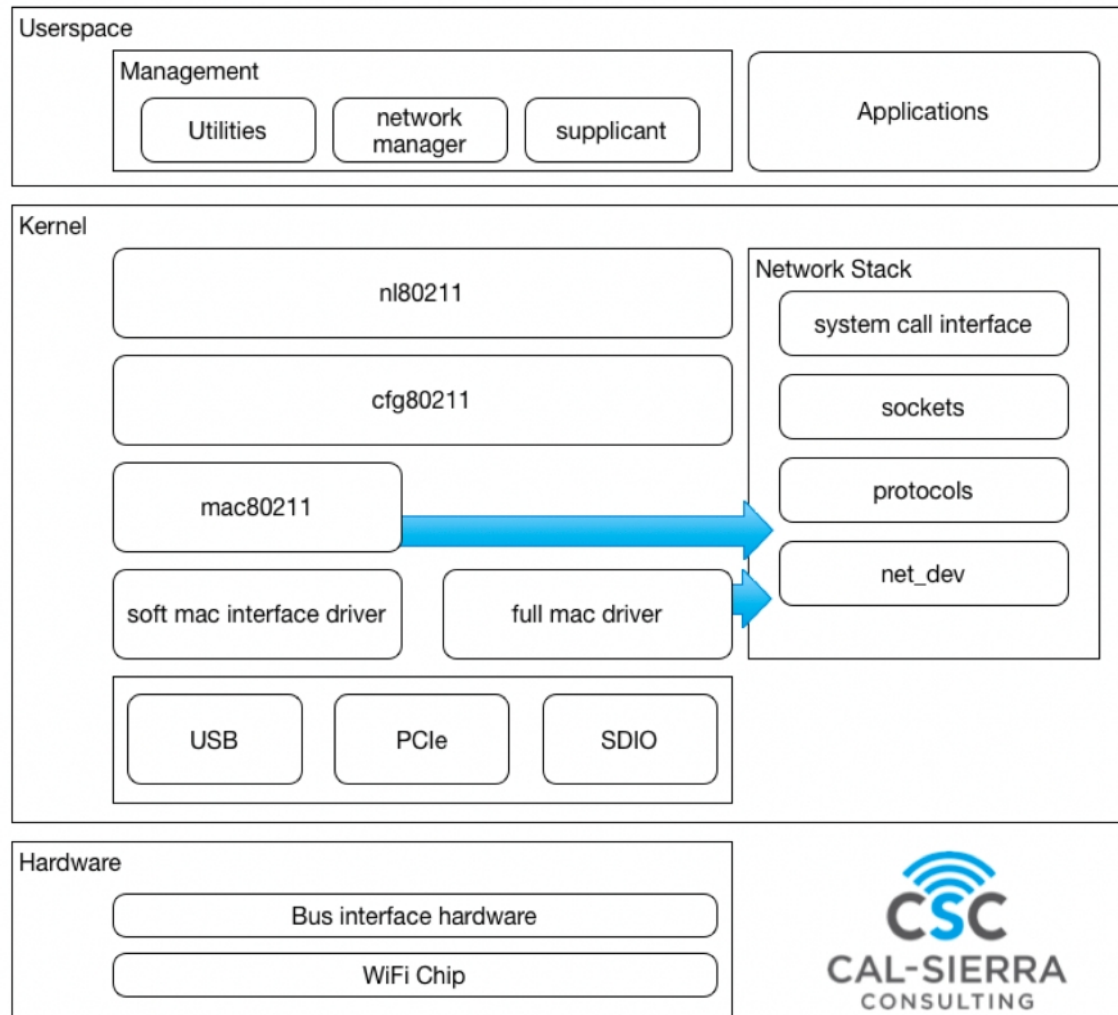 Userspace
Management
Utilities
network
manager
supplicant
Applications
Kernel
nl80211
cfg80211
mac80211
soft mac interface driver
full mac driver
USB
PCIe
SDIO
Network Stack
system call interface
sockets
protocols
net_dev
Hardware
Bus interface hardware
WiFi Chip
CSC
CAL-SIERRA
CONSULTING